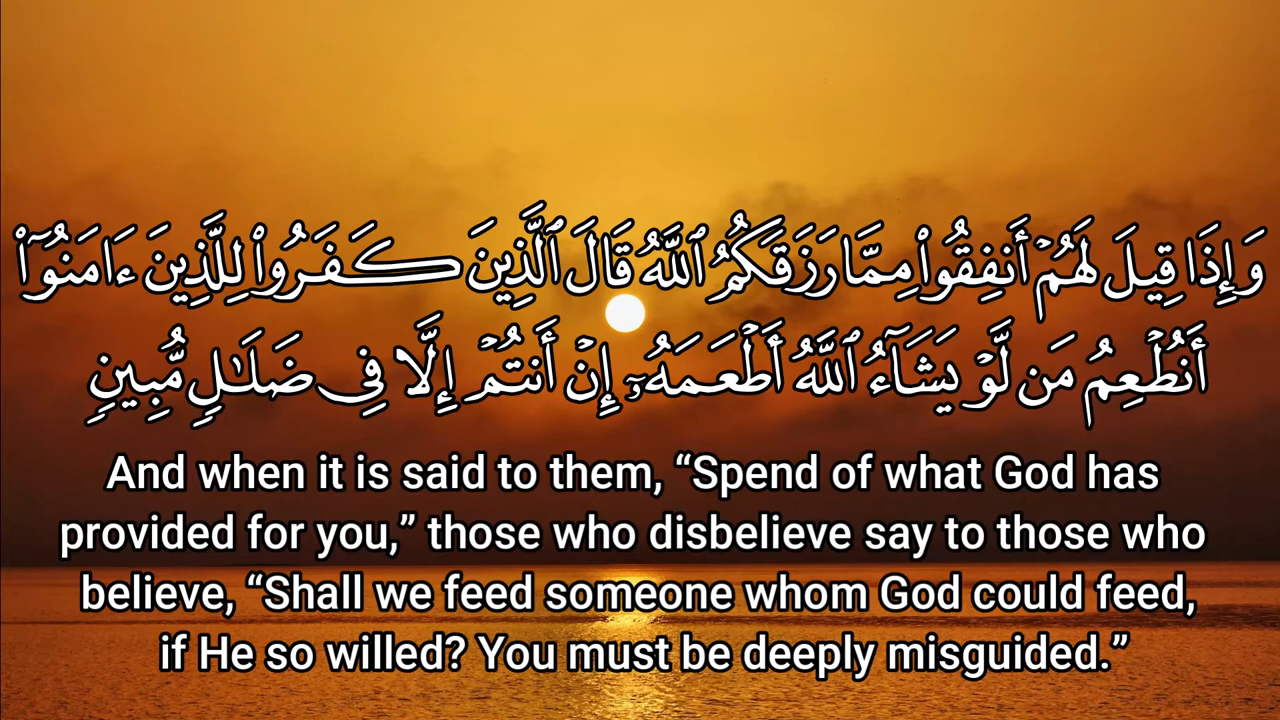 وَإِذَا قِيلَ لَهُمْ أَنفِقُوا۟ مِمَّا رَزَقَكُمُ ٱللَّهُ قَالَ ٱلَّذِينَ كَفَرُوا۟ لِلَّذِينَ ءَامَنُوٓا۟
أَنُطْعِمُ مَن لَّوْ يَشَآءُ ٱللَّهُ أَطْعَمَهُۥٓ إِنْ أَنتُمْ إِلَّا فِى ضَلَـٰلٍ مُّبِينٍ
And when it is said to them, “Spend of what God has
provided for you,” those who disbelieve say to those who
believe, “Shall we feed someone whom God could feed,
if He so willed? You must be deeply misguided.”